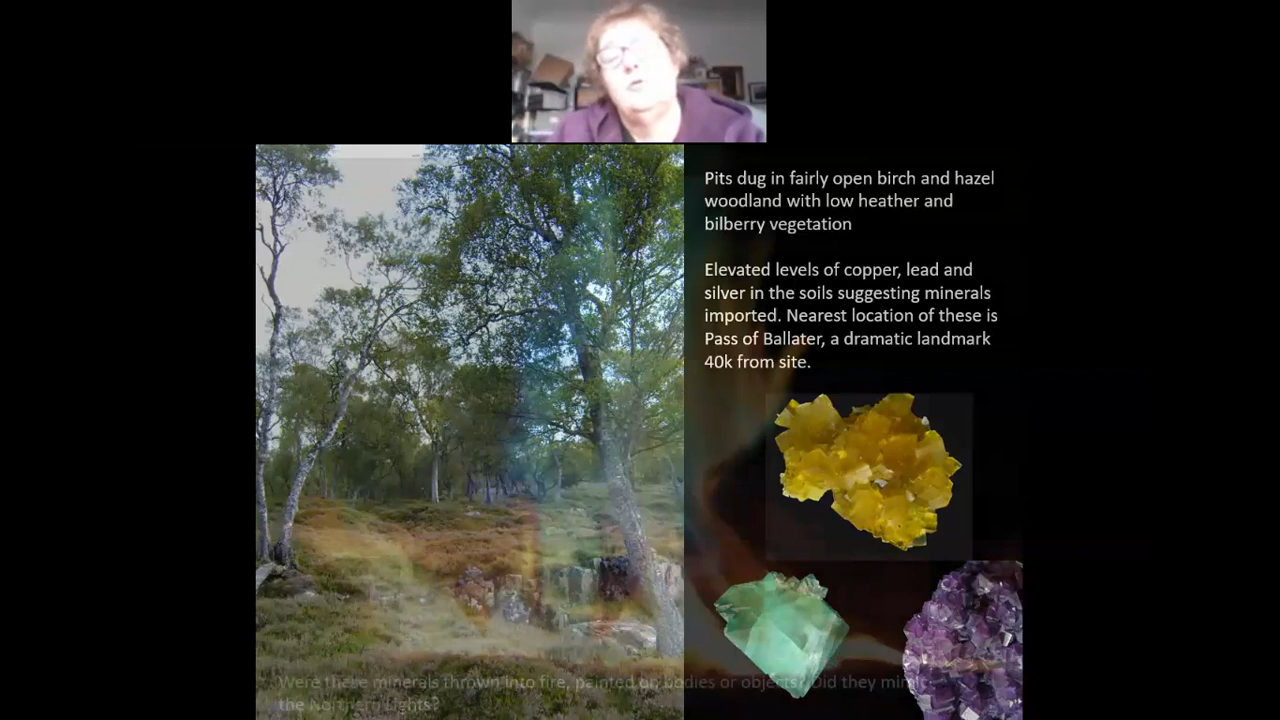 Pits dug in fairly open birch and hazel
woodland with low heather and
bilberry vegetation
Elevated levels of copper, lead and
silver in the soils suggesting minerals
imported. Nearest location of these is
Pass of Ballater, a dramatic landmark
40k from site.
Were these minerals thrown into fire, painted on bodies or objects? Did they mimic
the Northern Lights?